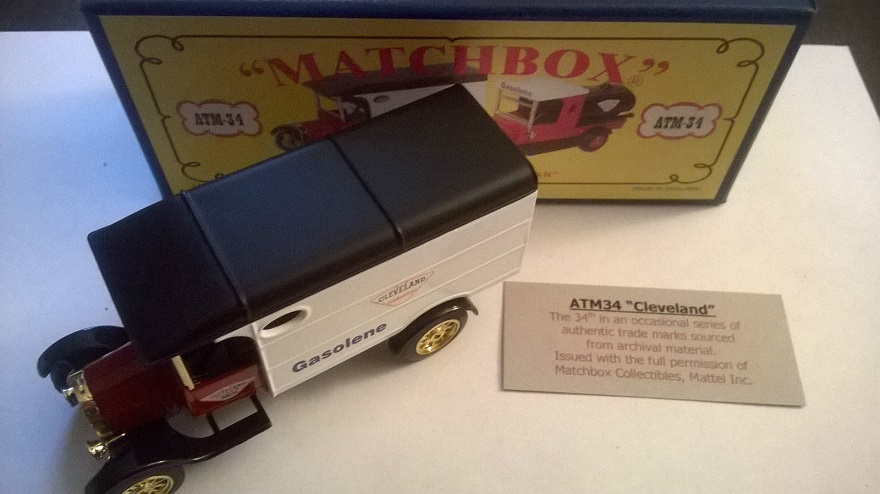 "MATCHBOX"®
Gasolene
ATM-34
ATM-34
CLEVELAND
Gasolene
ATM34 "Cleveland"
The 34th in an occasional series of
authentic trade marks sourced
from archival material.
Issued with the full permission of
Matchbox Collectibles, Mattel Inc.